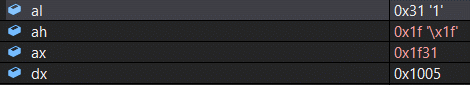 al 0x31 '1'
ah 0x1f '\x1f'
ax 0x1f31
dx 0x1005